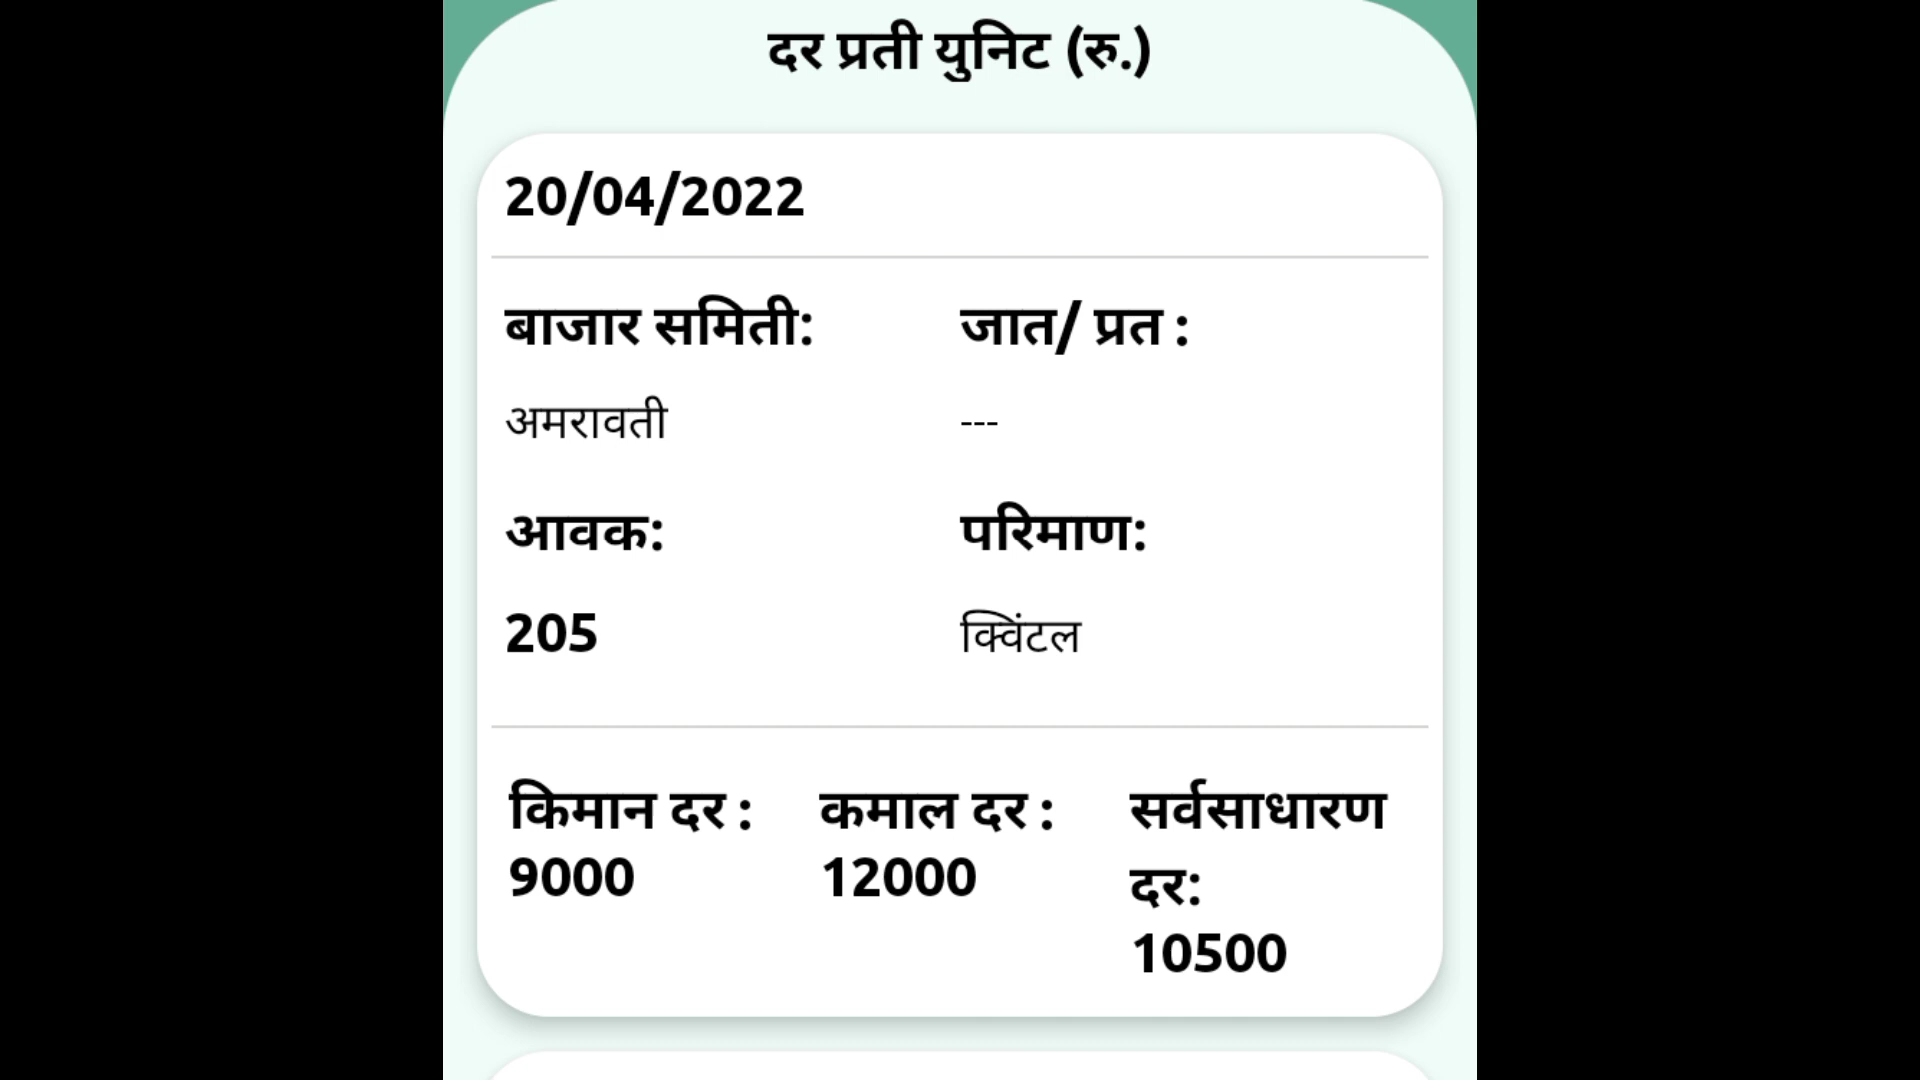 दर प्रती युनिट (रु.)
20/04/2022
बाजार समिती: जात/ प्रत :
अमरावती ---
आवक: परिमाण:
205 क्विंटल
किमान दर : कमाल दर : सर्वसाधारण
9000 12000 दर:
10500